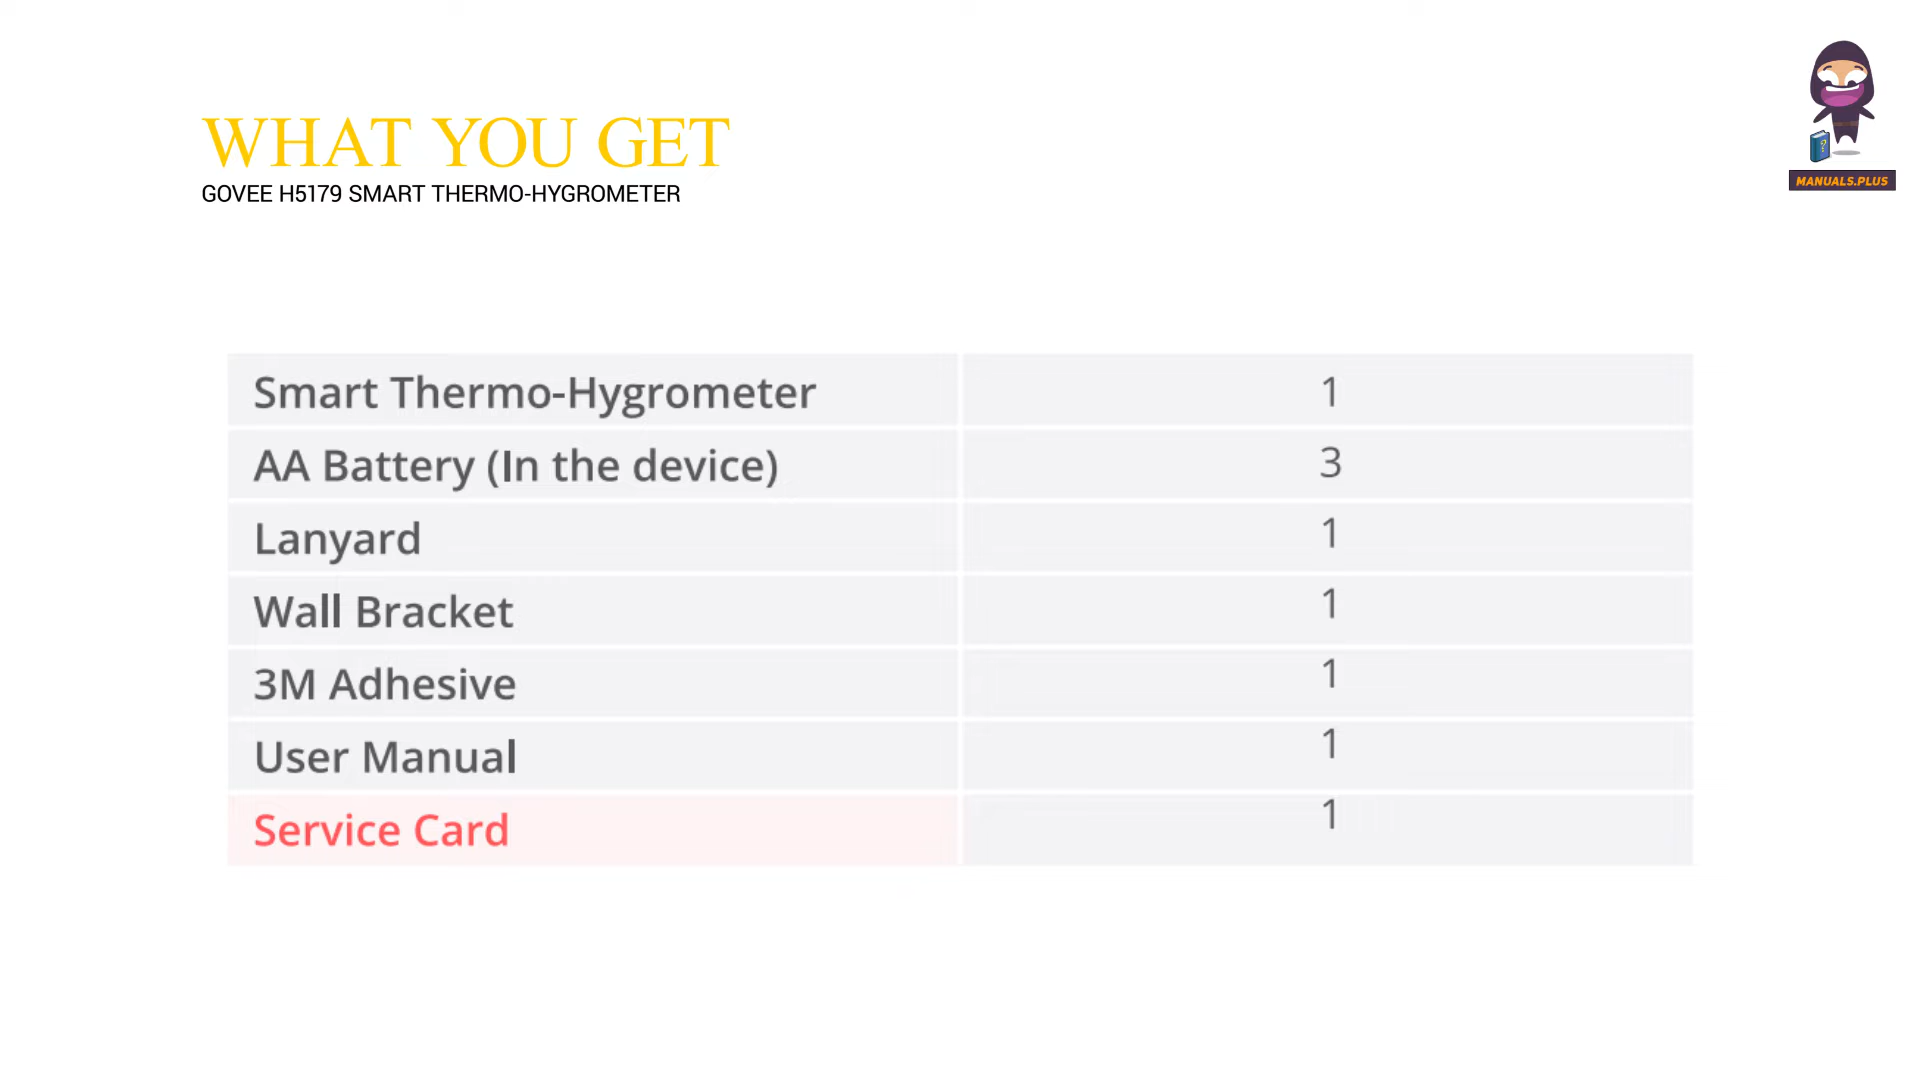 WHAT YOU GET
GOVEE H5179 SMART THERMO-HYGROMETER
?
MANUALS.PLUS
Smart Thermo-Hygrometer 1
AA Battery (In the device) 3
Lanyard 1
Wall Bracket 1
3M Adhesive 1
User Manual 1
Service Card 1